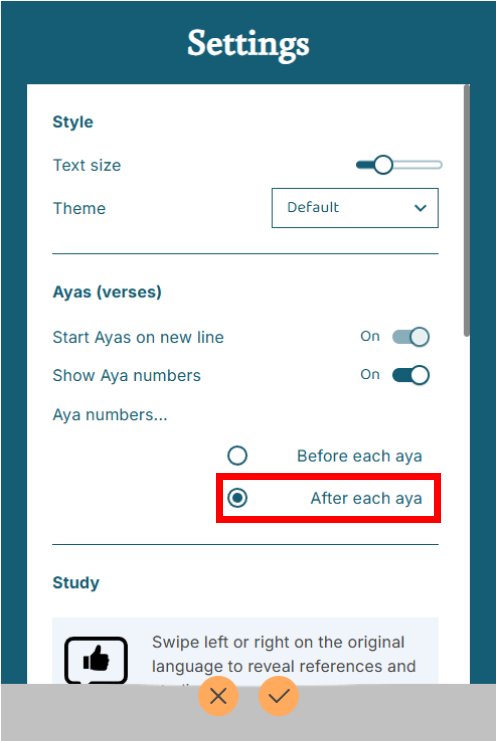 Settings
Style
Text size
Theme
Default
Ayas (verses)
Start Ayas on new line
On
Show Aya numbers
On
Aya numbers...
Before each aya
After each aya
Study
Swipe left or right on the original
language to reveal references and